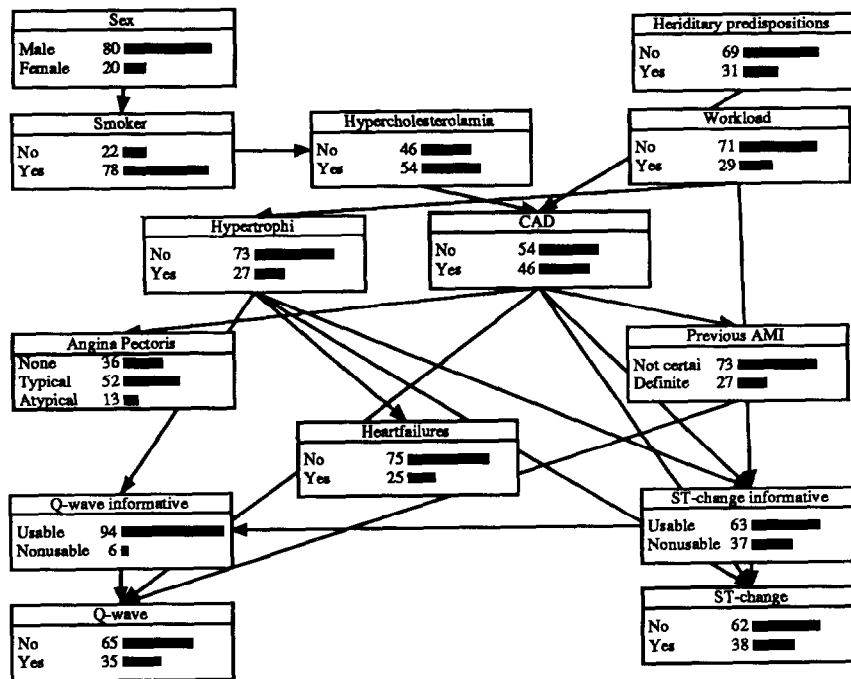 Sex
Male 80
Female 20
Heriditary predispositions
No 69
Yes 31
Smoker
No 22
Yes 78
Hypercholesterolamia
No 46
Yes 54
Workload
No 71
Yes 29
Hypertrophi
No 73
Yes 27
CAD
No 54
Yes 46
Angina Pectoris
None 36
Typical 52
Atypical 13
Previous AMI
Not certai 73
Definite 27
Heartfailures
No 75
Yes 25
Q-wave informative
Usable 94
Nonusable 6
ST-change informative
Usable 63
Nonusable 37
Q-wave
No 65
Yes 35
ST-change
No 62
Yes 38